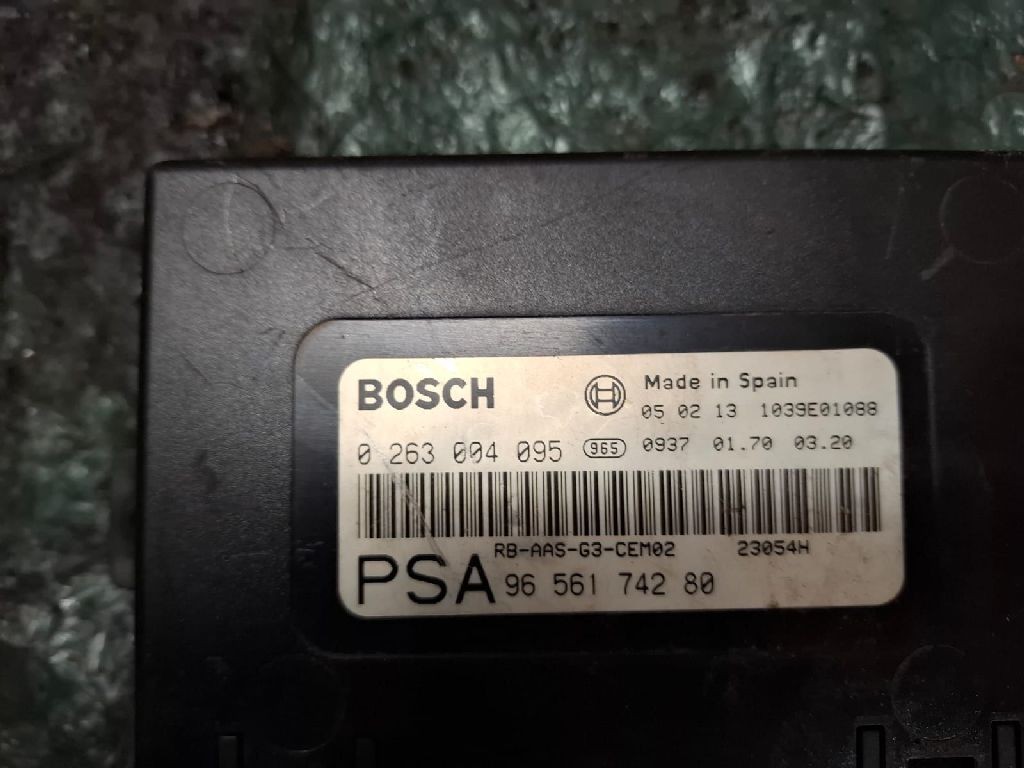 BOSCH
Made in Spain
05 02 13 1039E01088
0 263 004 095 965 0937 01.70 03.20
RB-AAS-G3-CEM02 23054H
PSA 96 561 742 80